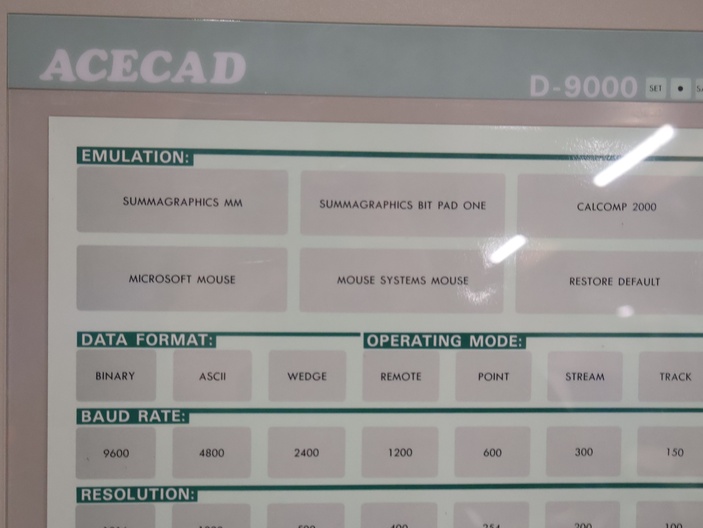 ACECAD
D-9000 SET
EMULATION:
SUMMAGRAPHICS MM SUMMAGRAPHICS BIT PAD ONE CALCOMP 2000
MICROSOFT MOUSE MOUSE SYSTEMS MOUSE RESTORE DEFAULT
DATA FORMAT: OPERATING MODE:
BINARY ASCII WEDGE REMOTE POINT STREAM TRACK
BAUD RATE:
9600 4800 2400 1200 600 300 150
RESOLUTION: